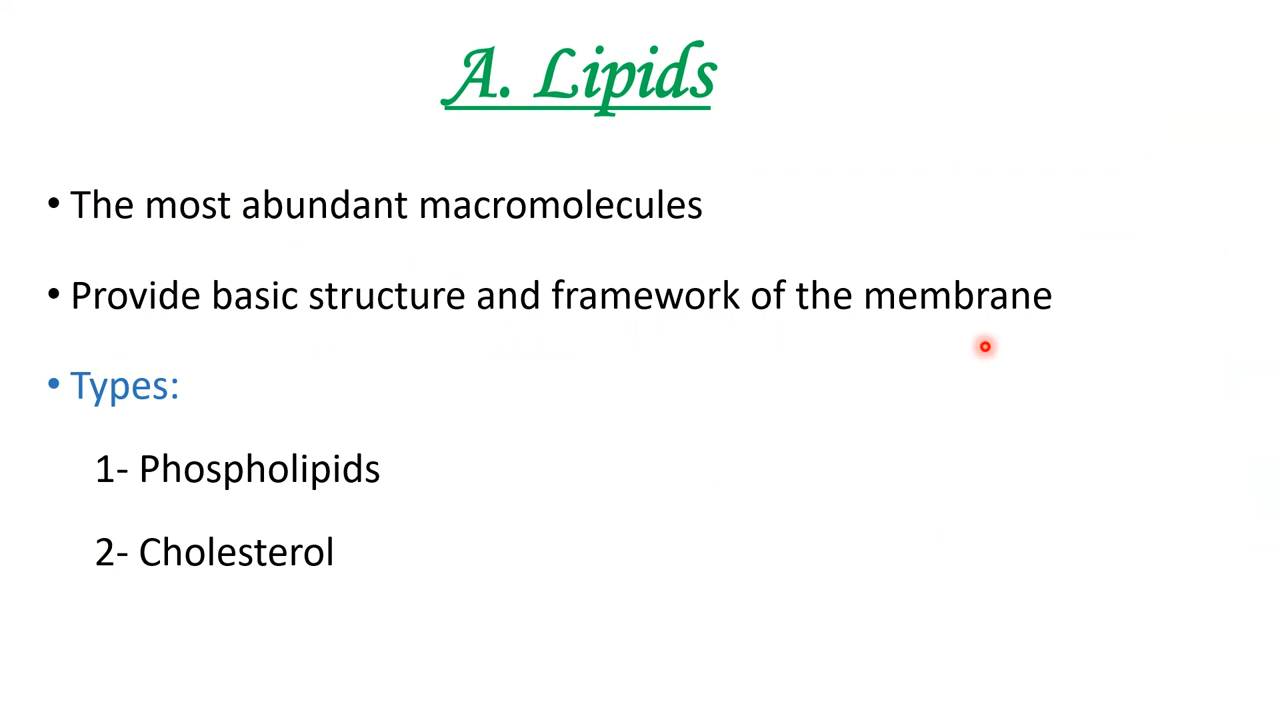 A. Lipids
• The most abundant macromolecules
• Provide basic structure and framework of the membrane
• Types:
1- Phospholipids
2- Cholesterol